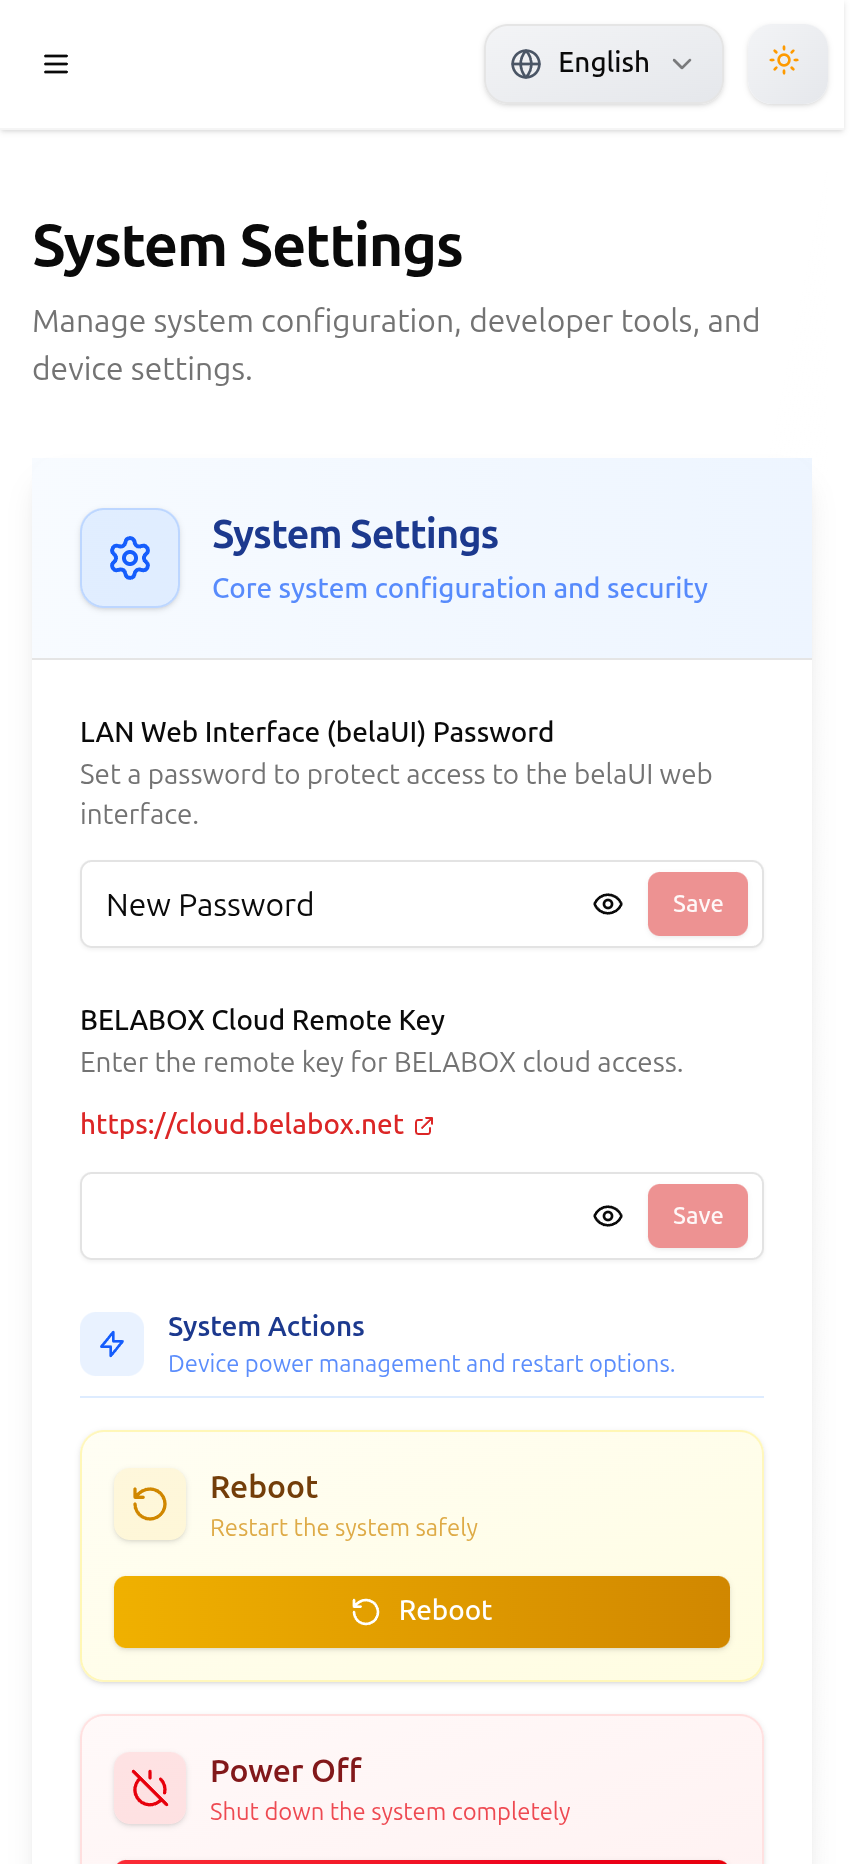 English
System Settings
Manage system configuration, developer tools, and
device settings.
System Settings
Core system configuration and security
LAN Web Interface (belaUI) Password
Set a password to protect access to the belaUI web
interface.
New Password
Save
BELABOX Cloud Remote Key
Enter the remote key for BELABOX cloud access.
https://cloud.belabox.net
Save
System Actions
Device power management and restart options.
Reboot
Restart the system safely
Reboot
Power Off
Shut down the system completely